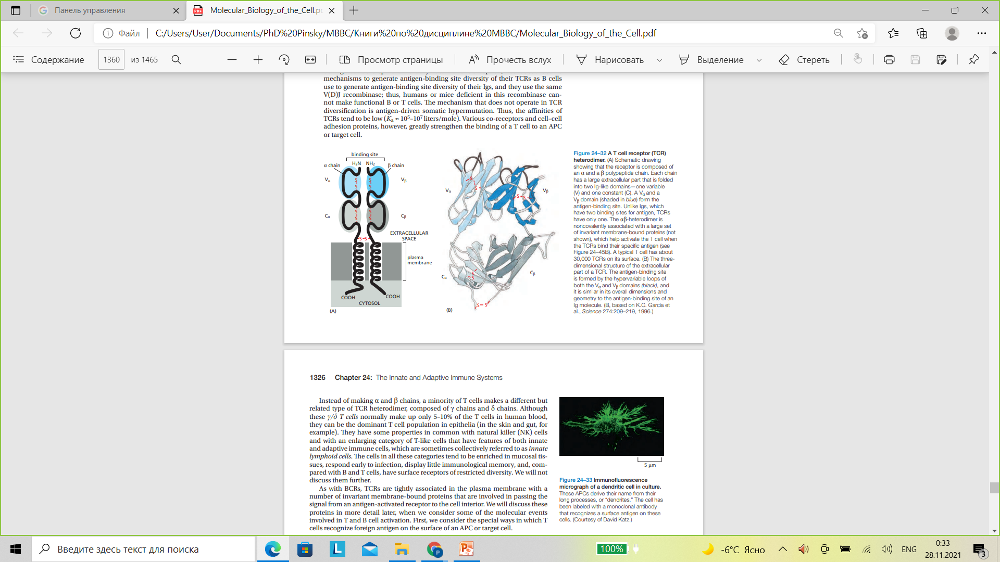 Панель управления
Molecular_Biology_of_the_Cell.p
Файл
C:/Users/User/Documents/PhD%20Pinsky/MBBC/Книги%20по%20дисциплине%20MBBC/Molecular_Biology_of_the_Cell.pdf
Содержание
1360
из 1465
Просмотр страницы
Прочесть вслух
Нарисовать
Выделение
Стереть
mechanisms to generate antigen-binding site diversity of their TCRs as B cells
use to generate antigen-binding site diversity of their Igs, and they use the same
V(D)J recombinase; thus, humans or mice deficient in this recombinase can-
not make functional B or T cells. The mechanism that does not operate in TCR
diversification is antigen-driven somatic hypermutation. Thus, the affinities of
TCRs tend to be low (Ka ≈ 10⁵–10⁷ liters/mole). Various co-receptors and cell–cell
adhesion proteins, however, greatly strengthen the binding of a T cell to an APC
or target cell.
binding site
H2N NH2
α chain
β chain
Vα
Vβ
S
S
S
S
Cα
Cβ
S
S
S
S
S–S
EXTRACELLULAR
SPACE
plasma
membrane
COOH
COOH
CYTOSOL
(A)
Vα
Vβ
S
S
S
S
Cα
Cβ
S
S
S–S
(B)
Figure 24–32 A T cell receptor (TCR)
heterodimer. (A) Schematic drawing
showing that the receptor is composed of
an α and a β polypeptide chain. Each chain
has a large extracellular part that is folded
into two Ig-like domains—one variable
(V) and one constant (C). A Vα and a
Vβ domain (shaded in blue) form the
antigen-binding site. Unlike Igs, which
have two binding sites for antigen, TCRs
have only one. The αβ-heterodimer is
noncovalently associated with a large set
of invariant membrane-bound proteins (not
shown), which help activate the T cell when
the TCRs bind their specific antigen (see
Figure 24–45B). A typical T cell has about
30,000 TCRs on its surface. (B) The three-
dimensional structure of the extracellular
part of a TCR. The antigen-binding site
is formed by the hypervariable loops of
both the Vα and Vβ domains (black), and
it is similar in its overall dimensions and
geometry to the antigen-binding site of an
Ig molecule. (B, based on K.C. Garcia et
al., Science 274:209–219, 1996.)
1326 Chapter 24: The Innate and Adaptive Immune Systems
Instead of making α and β chains, a minority of T cells makes a different but
related type of TCR heterodimer, composed of γ chains and δ chains. Although
these γ/δ T cells normally make up only 5–10% of the T cells in human blood,
they can be the dominant T cell population in epithelia (in the skin and gut, for
example). They have some properties in common with natural killer (NK) cells
and with an enlarging category of T-like cells that have features of both innate
and adaptive immune cells, which are sometimes collectively referred to as innate
lymphoid cells. The cells in all these categories tend to be enriched in mucosal tis-
sues, respond early to infection, display little immunological memory, and, com-
pared with B and T cells, have surface receptors of restricted diversity. We will not
discuss them further.
As with BCRs, TCRs are tightly associated in the plasma membrane with a
number of invariant membrane-bound proteins that are involved in passing the
signal from an antigen-activated receptor to the cell interior. We will discuss these
proteins in more detail later, when we consider some of the molecular events
involved in T and B cell activation. First, we consider the special ways in which T
cells recognize foreign antigen on the surface of an APC or target cell.
5 μm
Figure 24–33 Immunofluorescence
micrograph of a dendritic cell in culture.
These APCs derive their name from their
long processes, or “dendrites.” The cell has
been labeled with a monoclonal antibody
that recognizes a surface antigen on these
cells. (Courtesy of David Katz.)
Введите здесь текст для поиска
100%
-6°C Ясно
ENG
0:33
28.11.2021
3